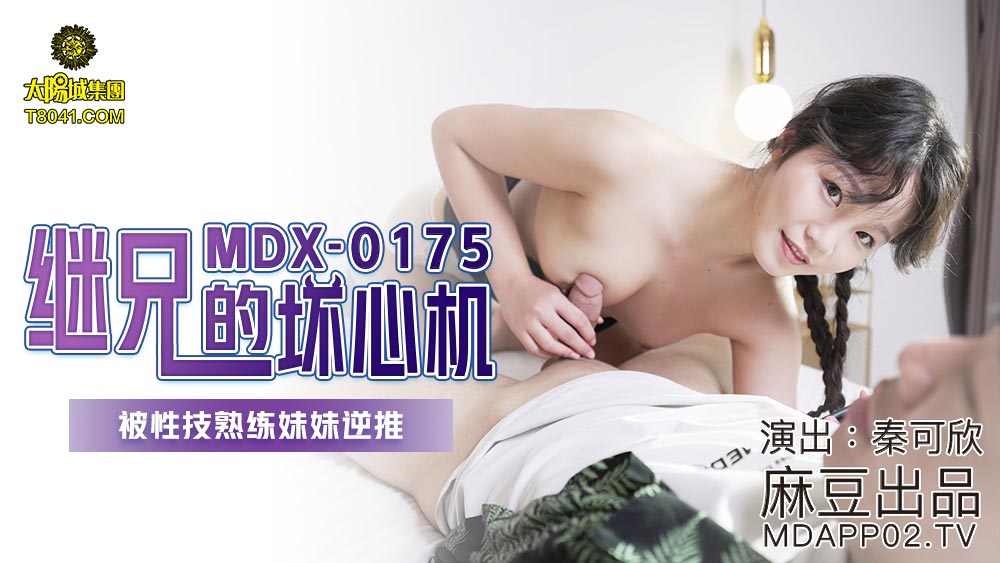 太陽城集團
T8041.COM
MDX-0175
继兄的坏心机
被性技熟练妹妹逆推
演出：秦可欣
麻豆出品
MDAPP02.TV